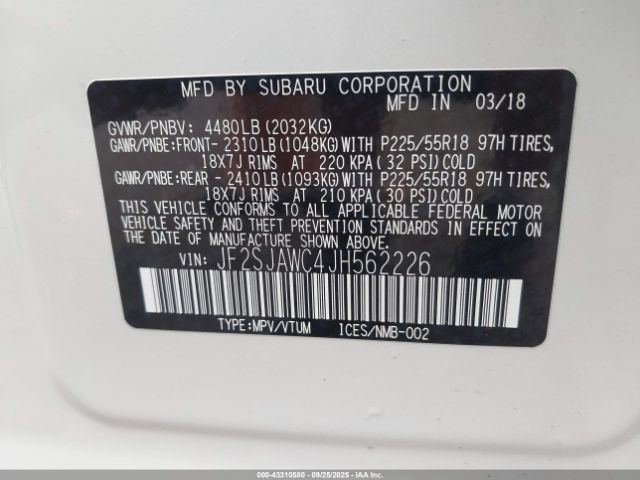 MFD BY SUBARU CORPORATION
MFD IN 03/18
GVWR/PNBV: 4480LB(2032KG)
GAWR/PNBE:FRONT-2310LB(1048KG)WITH P225/55R18 97H TIRES,
18X7J RIMS AT 220 KPA(32 PSI)COLD
GAWR/PNBE:REAR -2410LB(1093KG)WITH P225/55R18 97H TIRES,
18X7J RIMS AT 210 KPA(30 PSI)COLD
THIS VEHICLE CONFORMS TO ALL APPLICABLE FEDERAL MOTOR
VEHICLE SAFETY AND THEFT PREVENTION STANDARDS IN EFFECT ON
THE DATE OF MANUFACTURE SHOWN ABOVE.
VIN: JF2SJAWC4JH562226
TYPE:MPV/VTUM ICES/NMB-002
000-43310580 - 09/25/2025 - IAAI.com